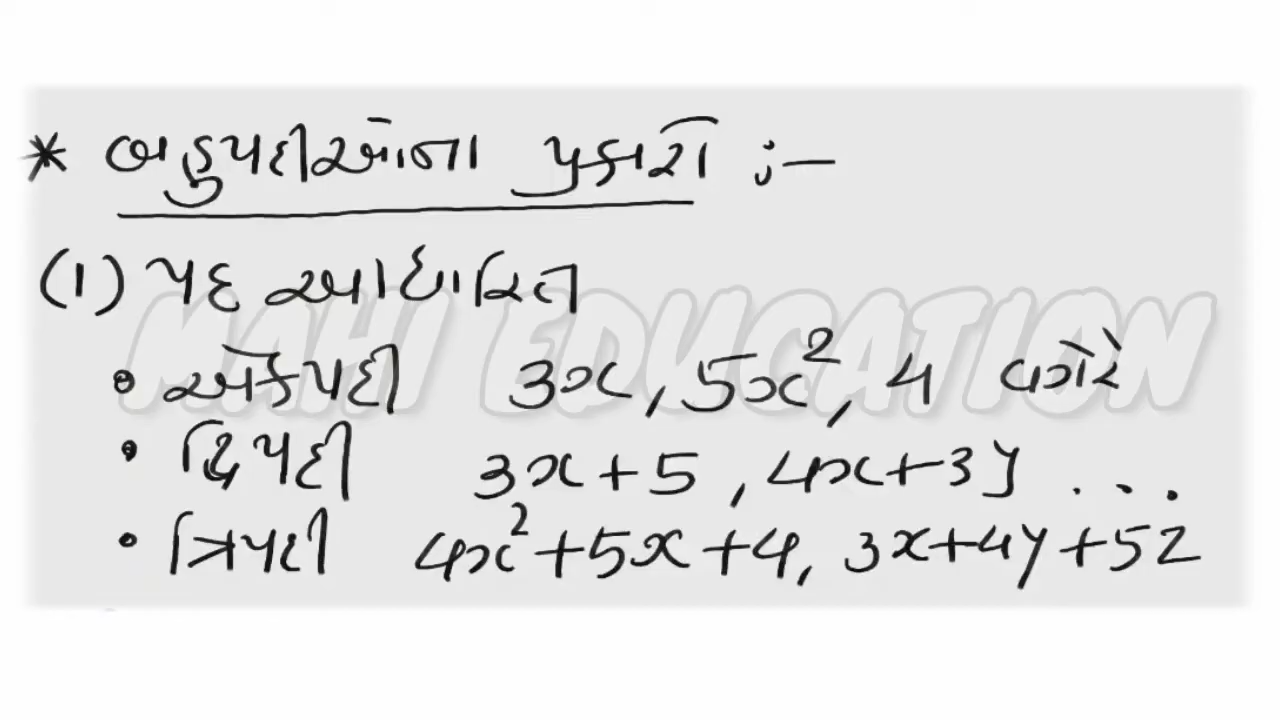 * બહુપદીઓના પ્રકારો :-
(1) પદ આધારિત
• એકપદી 3x, 5x², 4 વગેરે
• દ્વિપદી 3x+5, 4x+3y ...
• ત્રિપદી 4x²+5x+4, 3x+4y+5z
MAHI EDUCATION